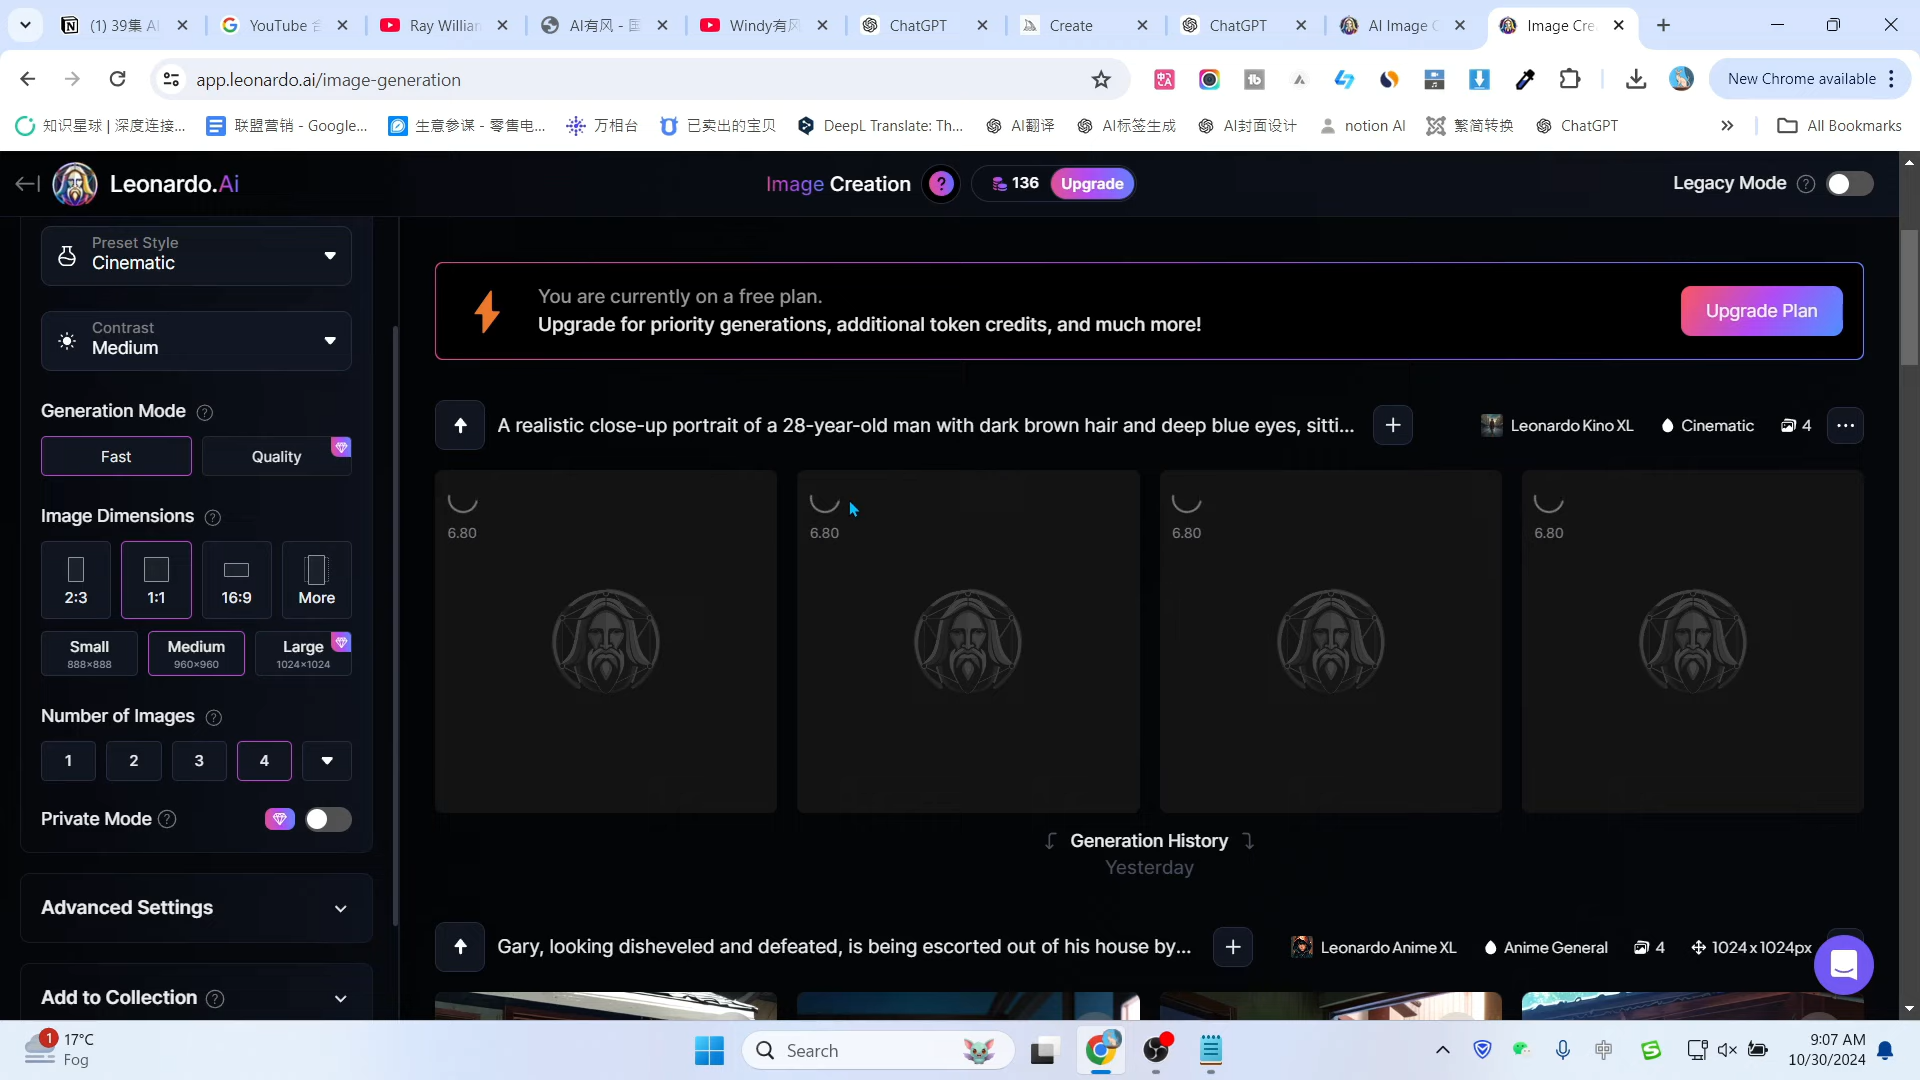 (1) 39集 AI
YouTube 台
Ray Willian
AI有风 - 国
Windy有风
ChatGPT
Create
ChatGPT
AI Image C
Image Cre
app.leonardo.ai/image-generation
New Chrome available
知识星球 | 深度连接...
联盟营销 - Google...
生意参谋 - 零售电...
万相台
已卖出的宝贝
DeepL Translate: Th...
AI翻译
AI标签生成
AI封面设计
notion AI
繁简转换
ChatGPT
All Bookmarks
Leonardo.Ai
Image Creation
?
136
Upgrade
Legacy Mode
Preset Style
Cinematic
Contrast
Medium
Generation Mode
Fast
Quality
Image Dimensions
2:3
1:1
16:9
More
Small
888×888
Medium
960×960
Large
1024×1024
Number of Images
1
2
3
4
Private Mode
Advanced Settings
Add to Collection
You are currently on a free plan.
Upgrade for priority generations, additional token credits, and much more!
Upgrade Plan
A realistic close-up portrait of a 28-year-old man with dark brown hair and deep blue eyes, sitti...
Leonardo Kino XL
Cinematic
4
6.80
6.80
6.80
6.80
Generation History
Yesterday
Gary, looking disheveled and defeated, is being escorted out of his house by...
Leonardo Anime XL
Anime General
4
1024 x 1024px
1
17°C
Fog
Search
9:07 AM
10/30/2024